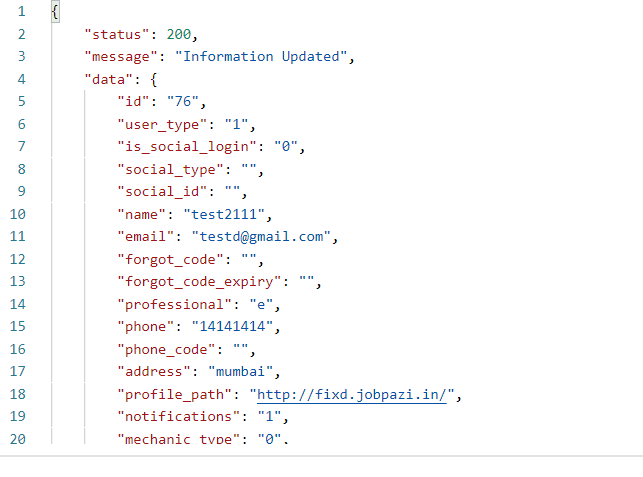 1 {
2 "status": 200,
3 "message": "Information Updated",
4 "data": {
5 "id": "76",
6 "user_type": "1",
7 "is_social_login": "0",
8 "social_type": "",
9 "social_id": "",
10 "name": "test2111",
11 "email": "testd@gmail.com",
12 "forgot_code": "",
13 "forgot_code_expiry": "",
14 "professional": "e",
15 "phone": "14141414",
16 "phone_code": "",
17 "address": "mumbai",
18 "profile_path": "http://fixd.jobpazi.in/",
19 "notifications": "1",
20 "mechanic_type": "0",